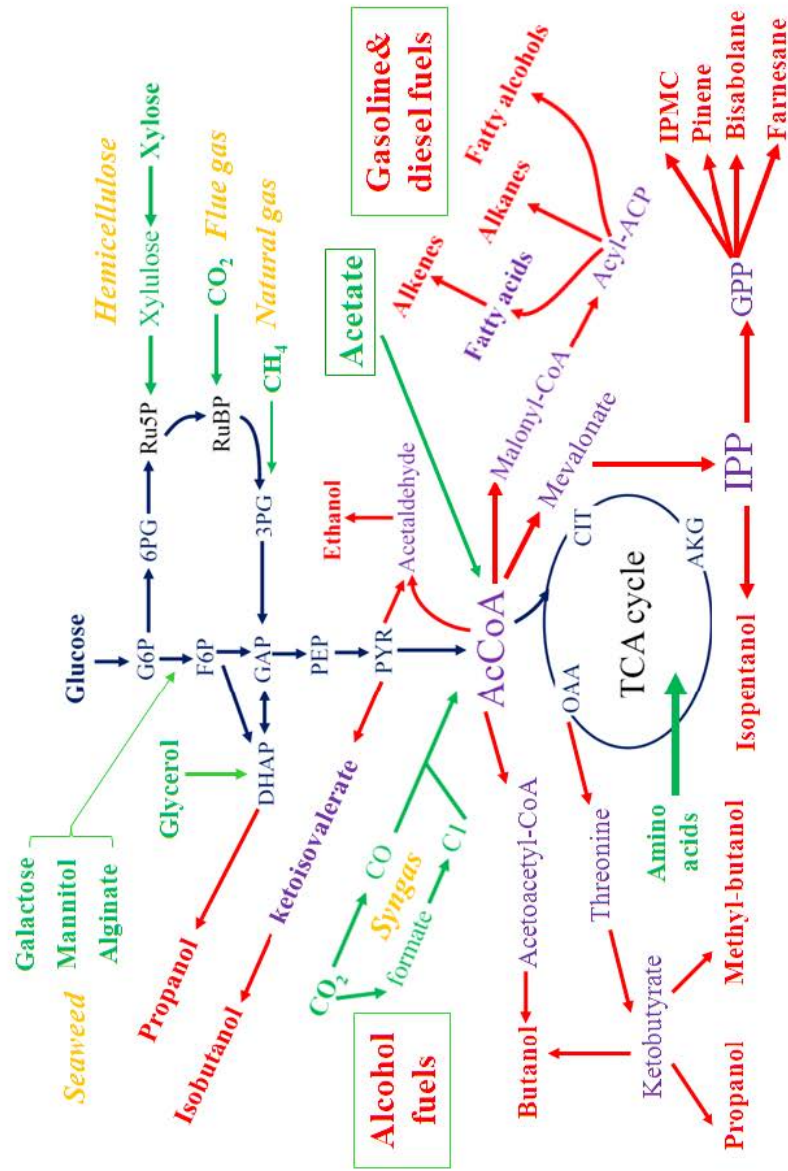 Galactose
Mannitol
Alginate
Seaweed
Glycerol
Glucose
G6P
6PG
Ru5P
Xylulose
Xylose
Hemicellulose
F6P
RuBP
CO2
Flue gas
DHAP
GAP
3PG
CH4
Natural gas
PEP
PYR
Propanol
Isobutanol
ketoisovalerate
Ethanol
Acetaldehyde
Acetate
Gasoline&
diesel fuels
Alcohol
fuels
CO2
CO
Syngas
formate
C1
AcCoA
Alkenes
Alkanes
Fatty alcohols
Fatty acids
Acyl-ACP
Malonyl-CoA
Mevalonate
Butanol
Acetoacetyl-CoA
OAA
CIT
TCA cycle
AKG
Threonine
Ketobutyrate
Amino
acids
Propanol
Methyl-butanol
Isopentanol
IPP
GPP
IPMC
Pinene
Bisabolane
Farnesane